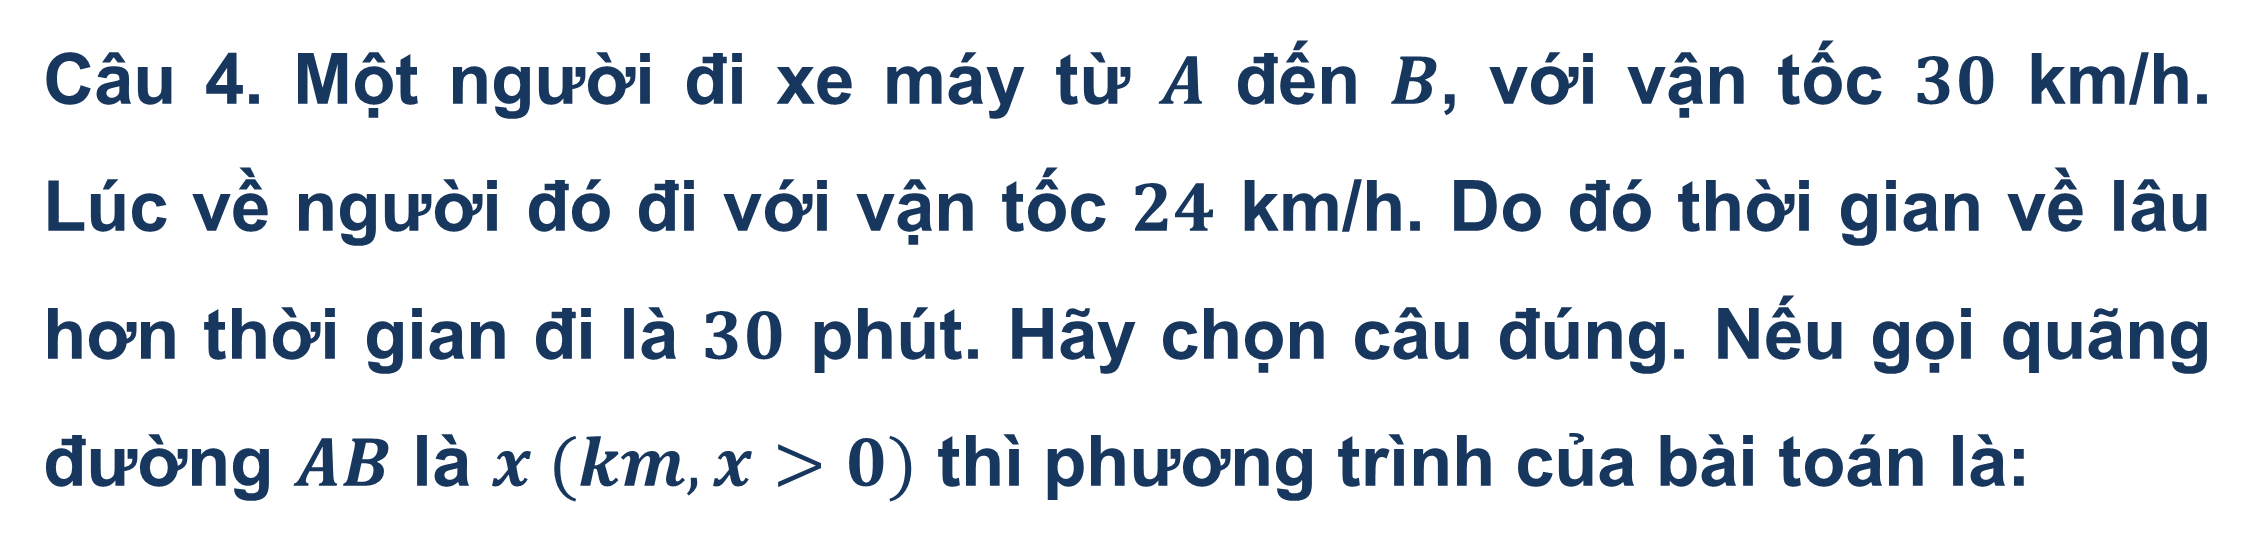 Câu 4. Một người đi xe máy từ A đến B, với vận tốc 30 km/h.
Lúc về người đó đi với vận tốc 24 km/h. Do đó thời gian về lâu
hơn thời gian đi là 30 phút. Hãy chọn câu đúng. Nếu gọi quãng
đường AB là x (km, x > 0) thì phương trình của bài toán là: